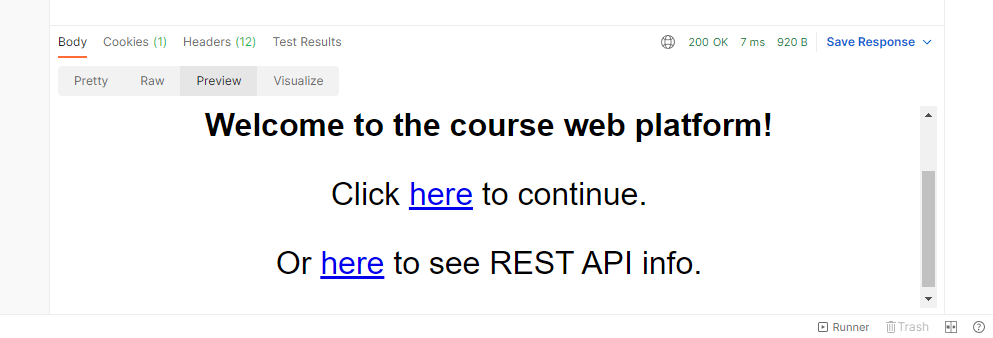 Body Cookies (1) Headers (12) Test Results 200 OK 7 ms 920 B Save Response
Pretty Raw Preview Visualize
Welcome to the course web platform!
Click here to continue.
Or here to see REST API info.
Runner Trash